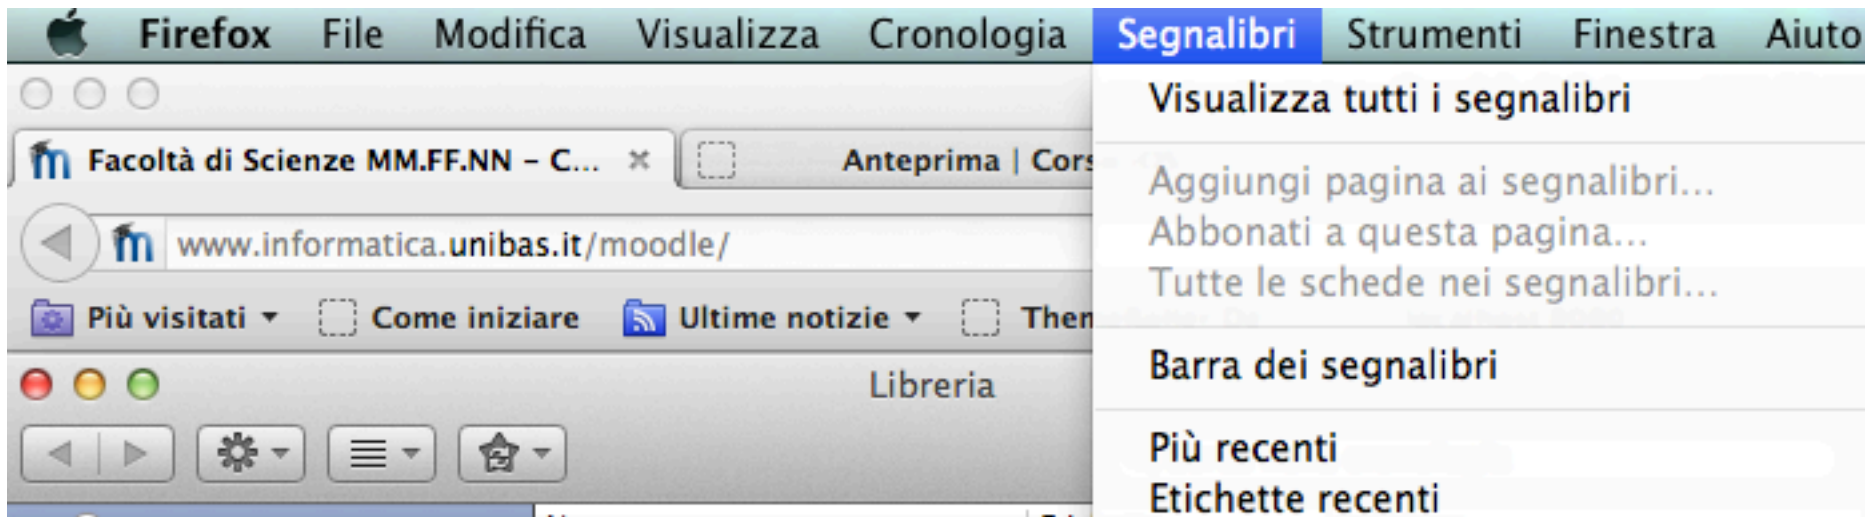 Firefox File Modifica Visualizza Cronologia Segnalibri Strumenti Finestra Aiuto
Facoltà di Scienze MM.FF.NN – C... Anteprima | Cors
www.informatica.unibas.it/moodle/
Più visitati Come iniziare Ultime notizie Then
Libreria
Visualizza tutti i segnalibri
Aggiungi pagina ai segnalibri...
Abbonati a questa pagina...
Tutte le schede nei segnalibri...
Barra dei segnalibri
Più recenti
Etichette recenti